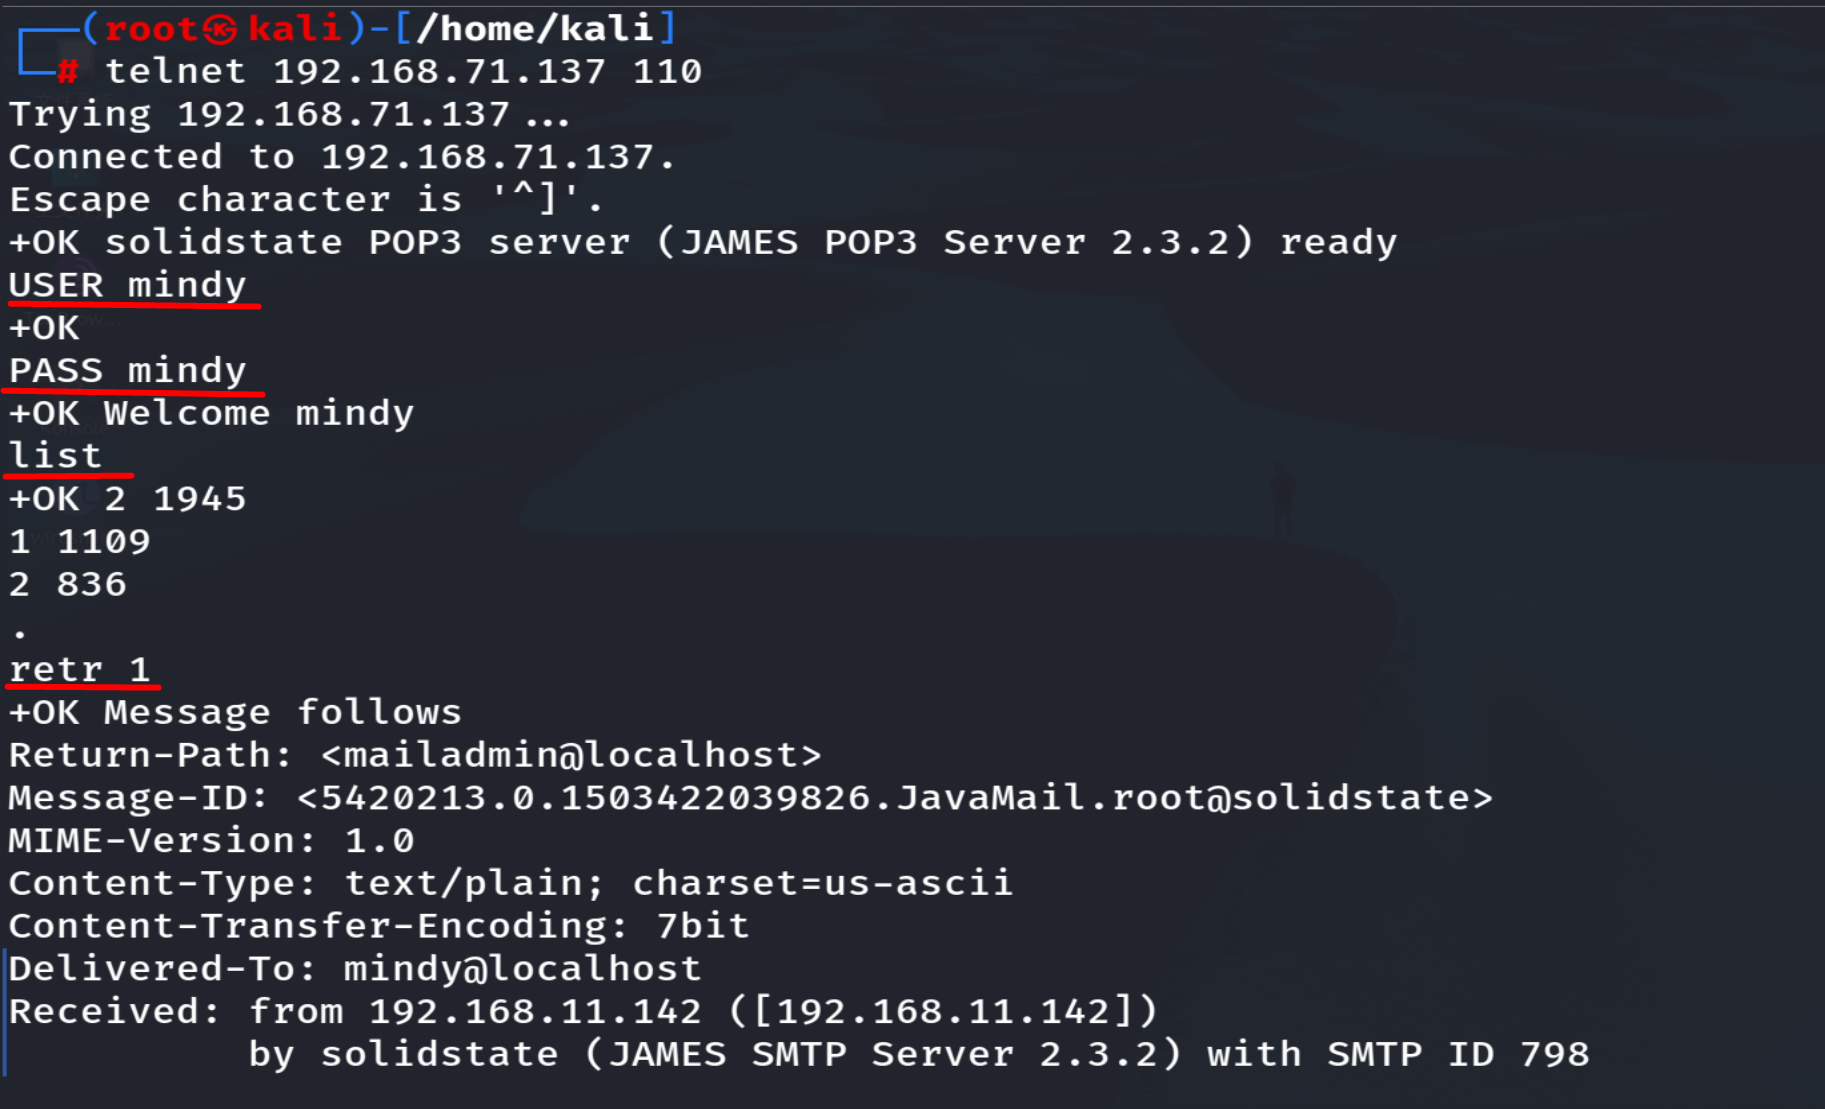 (root㉿kali)-[/home/kali]
# telnet 192.168.71.137 110
Trying 192.168.71.137...
Connected to 192.168.71.137.
Escape character is '^]'.
+OK solidstate POP3 server (JAMES POP3 Server 2.3.2) ready
USER mindy
+OK
PASS mindy
+OK Welcome mindy
list
+OK 2 1945
1 1109
2 836
.
retr 1
+OK Message follows
Return-Path: <mailadmin@localhost>
Message-ID: <5420213.0.1503422039826.JavaMail.root@solidstate>
MIME-Version: 1.0
Content-Type: text/plain; charset=us-ascii
Content-Transfer-Encoding: 7bit
Delivered-To: mindy@localhost
Received: from 192.168.11.142 ([192.168.11.142])
by solidstate (JAMES SMTP Server 2.3.2) with SMTP ID 798